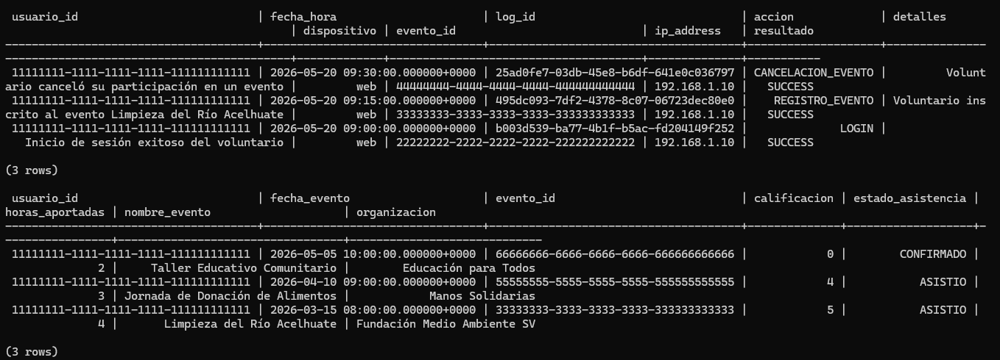 usuario_id                           | fecha_hora                      | log_id                               | accion             | detalles
                                           | dispositivo | evento_id                            | ip_address   | resultado
--------------------------------------+---------------------------------+--------------------------------------+--------------------+---------------
-------------------------------------------+-------------+--------------------------------------+--------------+-----------
 11111111-1111-1111-1111-111111111111 | 2026-05-20 09:30:00.000000+0000 | 25ad0fe7-03db-45e8-b6df-641e0c036797 | CANCELACION_EVENTO |         Volunt
ario canceló su participación en un evento |         web | 44444444-4444-4444-4444-444444444444 | 192.168.1.10 |   SUCCESS
 11111111-1111-1111-1111-111111111111 | 2026-05-20 09:15:00.000000+0000 | 495dc093-7df2-4378-8c07-06723dec80e0 |    REGISTRO_EVENTO | Voluntario ins
crito al evento Limpieza del Río Acelhuate |         web | 33333333-3333-3333-3333-333333333333 | 192.168.1.10 |   SUCCESS
 11111111-1111-1111-1111-111111111111 | 2026-05-20 09:00:00.000000+0000 | b003d539-ba77-4b1f-b5ac-fd204149f252 |              LOGIN |
   Inicio de sesión exitoso del voluntario |         web | 22222222-2222-2222-2222-222222222222 | 192.168.1.10 |   SUCCESS
(3 rows)
 usuario_id                           | fecha_evento                    | evento_id                            | calificacion | estado_asistencia |
horas_aportadas | nombre_evento                    | organizacion
--------------------------------------+---------------------------------+--------------------------------------+--------------+-------------------+-
----------------+----------------------------------+----------------------------
 11111111-1111-1111-1111-111111111111 | 2026-05-05 10:00:00.000000+0000 | 66666666-6666-6666-6666-666666666666 |            0 |        CONFIRMADO |
              2 |     Taller Educativo Comunitario |        Educación para Todos
 11111111-1111-1111-1111-111111111111 | 2026-04-10 09:00:00.000000+0000 | 55555555-5555-5555-5555-555555555555 |            4 |           ASISTIO |
              3 | Jornada de Donación de Alimentos |            Manos Solidarias
 11111111-1111-1111-1111-111111111111 | 2026-03-15 08:00:00.000000+0000 | 33333333-3333-3333-3333-333333333333 |            5 |           ASISTIO |
              4 |       Limpieza del Río Acelhuate | Fundación Medio Ambiente SV
(3 rows)